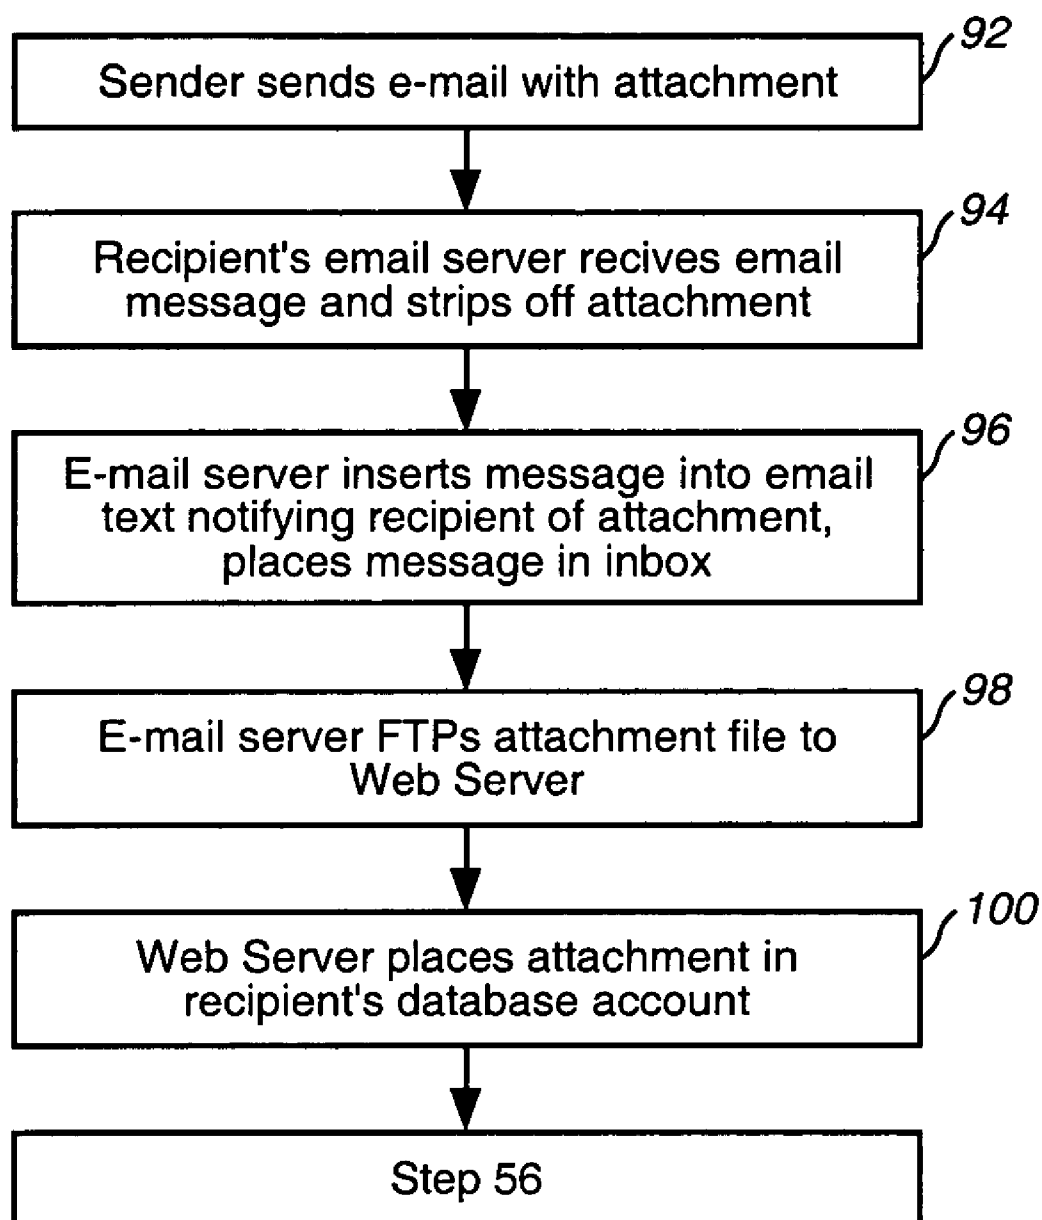 92
Sender sends e-mail with attachment
94
Recipient's email server recives email
message and strips off attachment
96
E-mail server inserts message into email
text notifying recipient of attachment,
places message in inbox
98
E-mail server FTPs attachment file to
Web Server
100
Web Server places attachment in
recipient's database account
Step 56